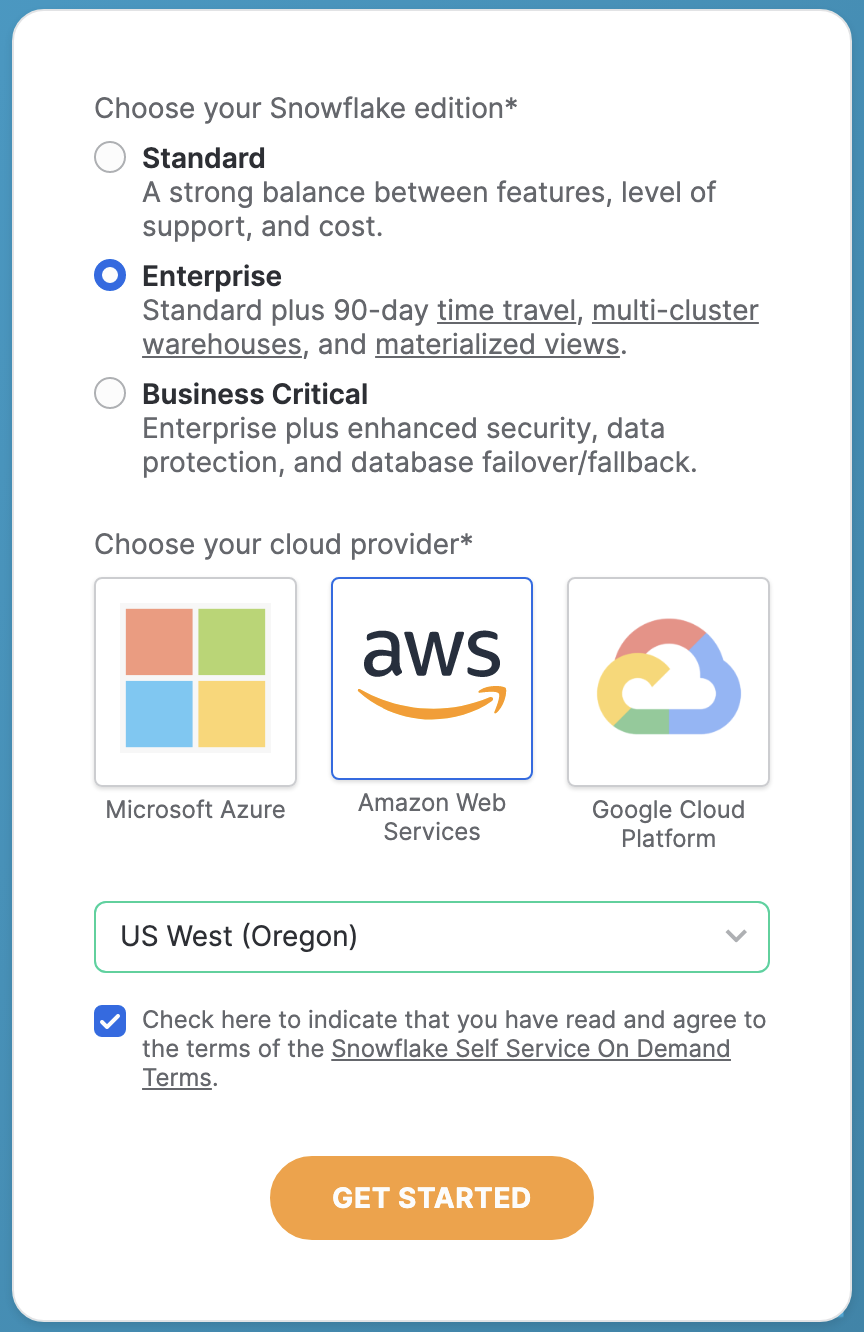 Choose your Snowflake edition*
Standard
A strong balance between features, level of
support, and cost.
Enterprise
Standard plus 90-day time travel, multi-cluster
warehouses, and materialized views.
Business Critical
Enterprise plus enhanced security, data
protection, and database failover/fallback.
Choose your cloud provider*
aws
Microsoft Azure
Amazon Web
Services
Google Cloud
Platform
US West (Oregon)
Check here to indicate that you have read and agree to
the terms of the Snowflake Self Service On Demand
Terms.
GET STARTED